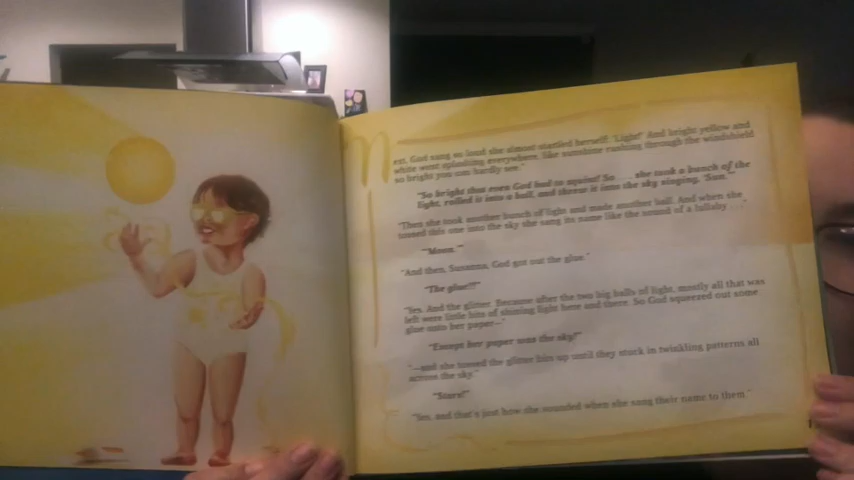 Next, God sang so loud she almost startled herself: 'Light!' And bright yellow and
white went splashing everywhere, like sunshine rushing through the windshield
so bright you can hardly see."
"So bright that even God had to squint! So . . . she took a bunch of the
light, rolled it into a ball, and threw it into the sky singing, 'Sun.'"
"Then she took another bunch of light and made another ball. And when she
tossed this one into the sky she sang its name like the sound of a lullaby . . ."
"'Moon.'"
"And then, Susanna, God got out the glue."
"The glue!!!"
"Yes. And the glitter. Because after the two big balls of light, mostly all that was
left were little bits of shining light here and there. So God squeezed out some
glue onto her paper—"
"Except her paper was the sky!"
"—and she tossed the glitter bits up until they stuck in twinkling patterns all
across the sky."
"Stars!"
"Yes, and that's just how she sounded when she sang their name to them."